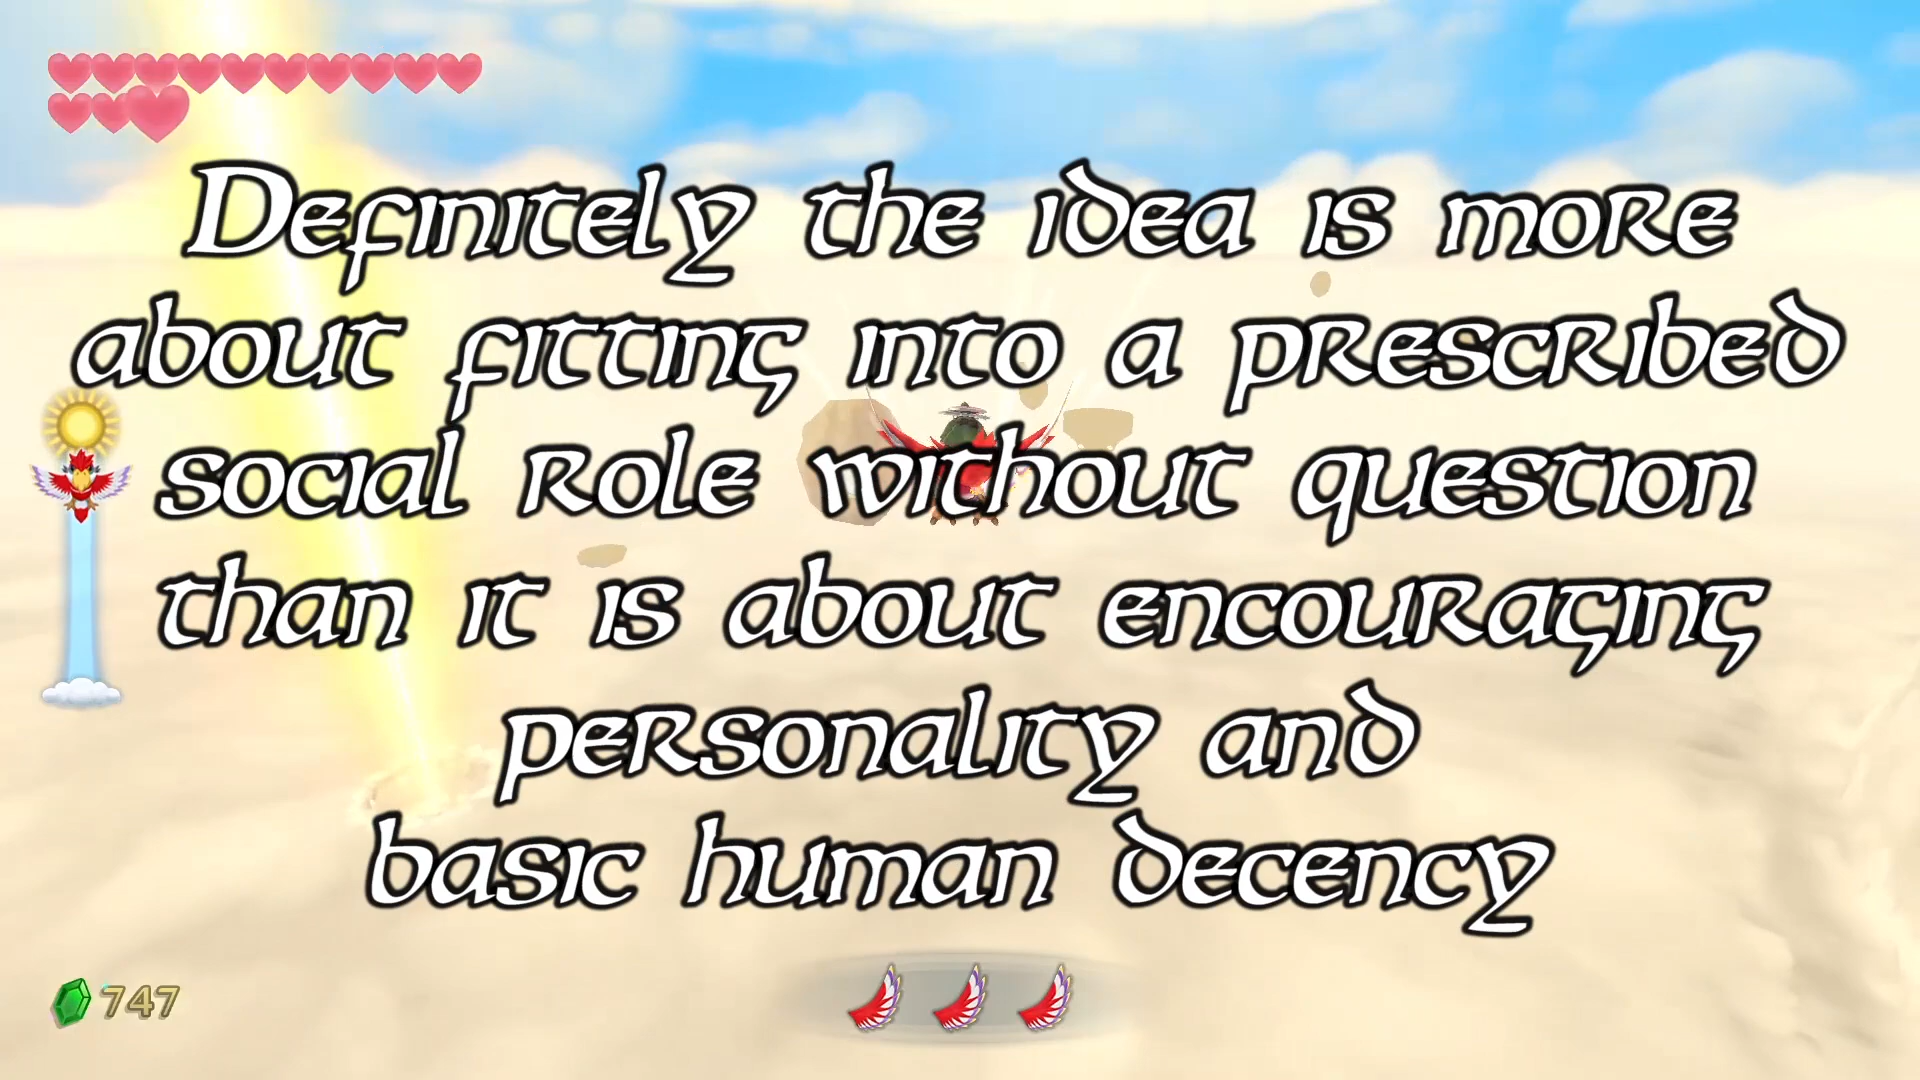 Definitely the idea is more
about fitting into a prescribed
social role without question
than it is about encouraging
personality and
basic human decency
747